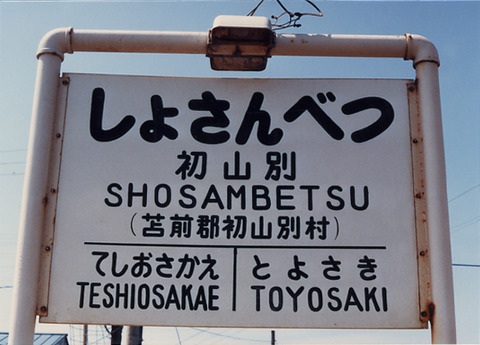 しょさんべつ
初山別
SHOSAMBETSU
(苫前郡初山別村)
てしおさかえ とよさき
TESHIOSAKAE TOYOSAKI